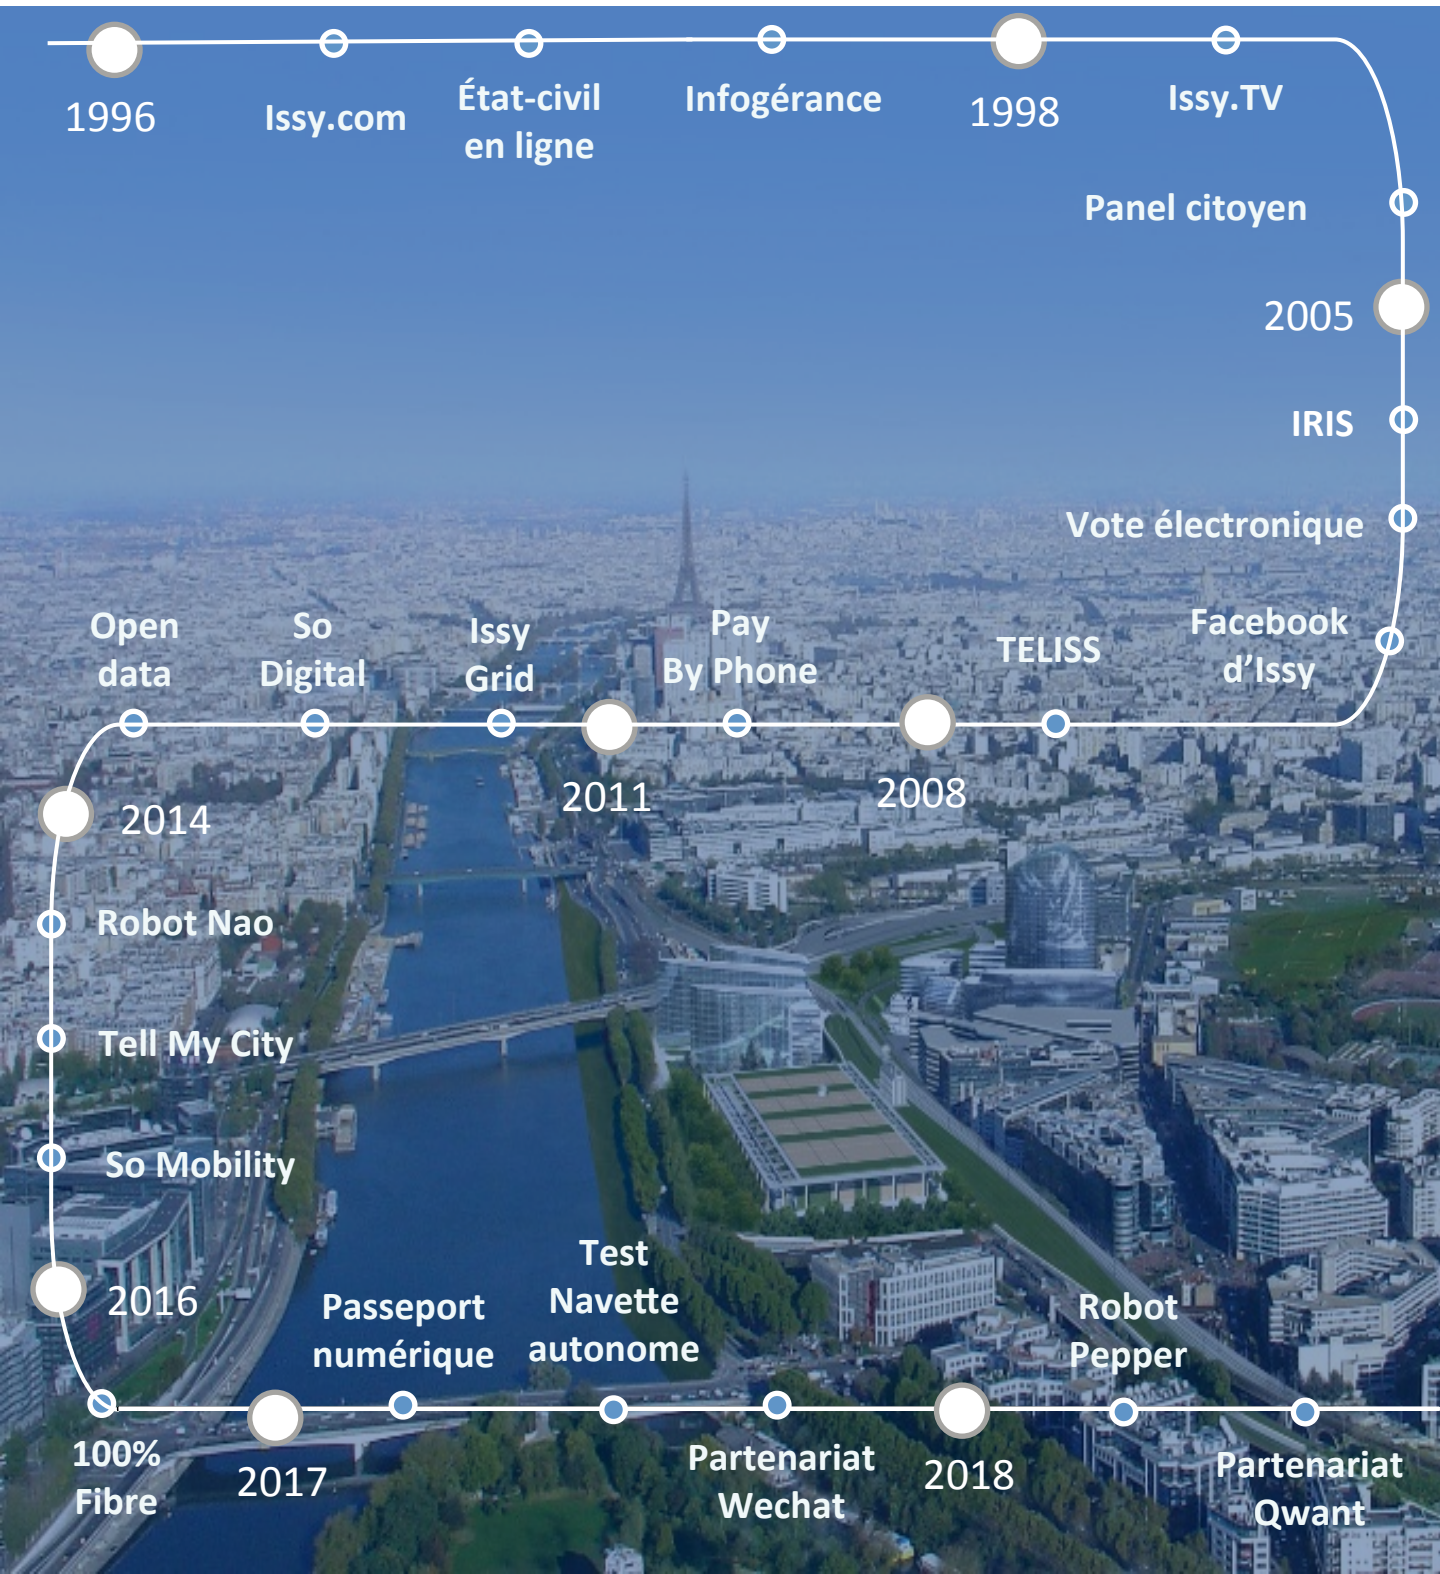 1996
Issy.com
État-civil
en ligne
Infogérance
1998
Issy.TV
Panel citoyen
2005
IRIS
Vote électronique
Facebook
d’Issy
TELISS
2008
Pay
By Phone
2011
Issy
Grid
So
Digital
Open
data
2014
Robot Nao
Tell My City
So Mobility
2016
100%
Fibre
2017
Passeport
numérique
Test
Navette
autonome
Partenariat
Wechat
2018
Robot
Pepper
Partenariat
Qwant